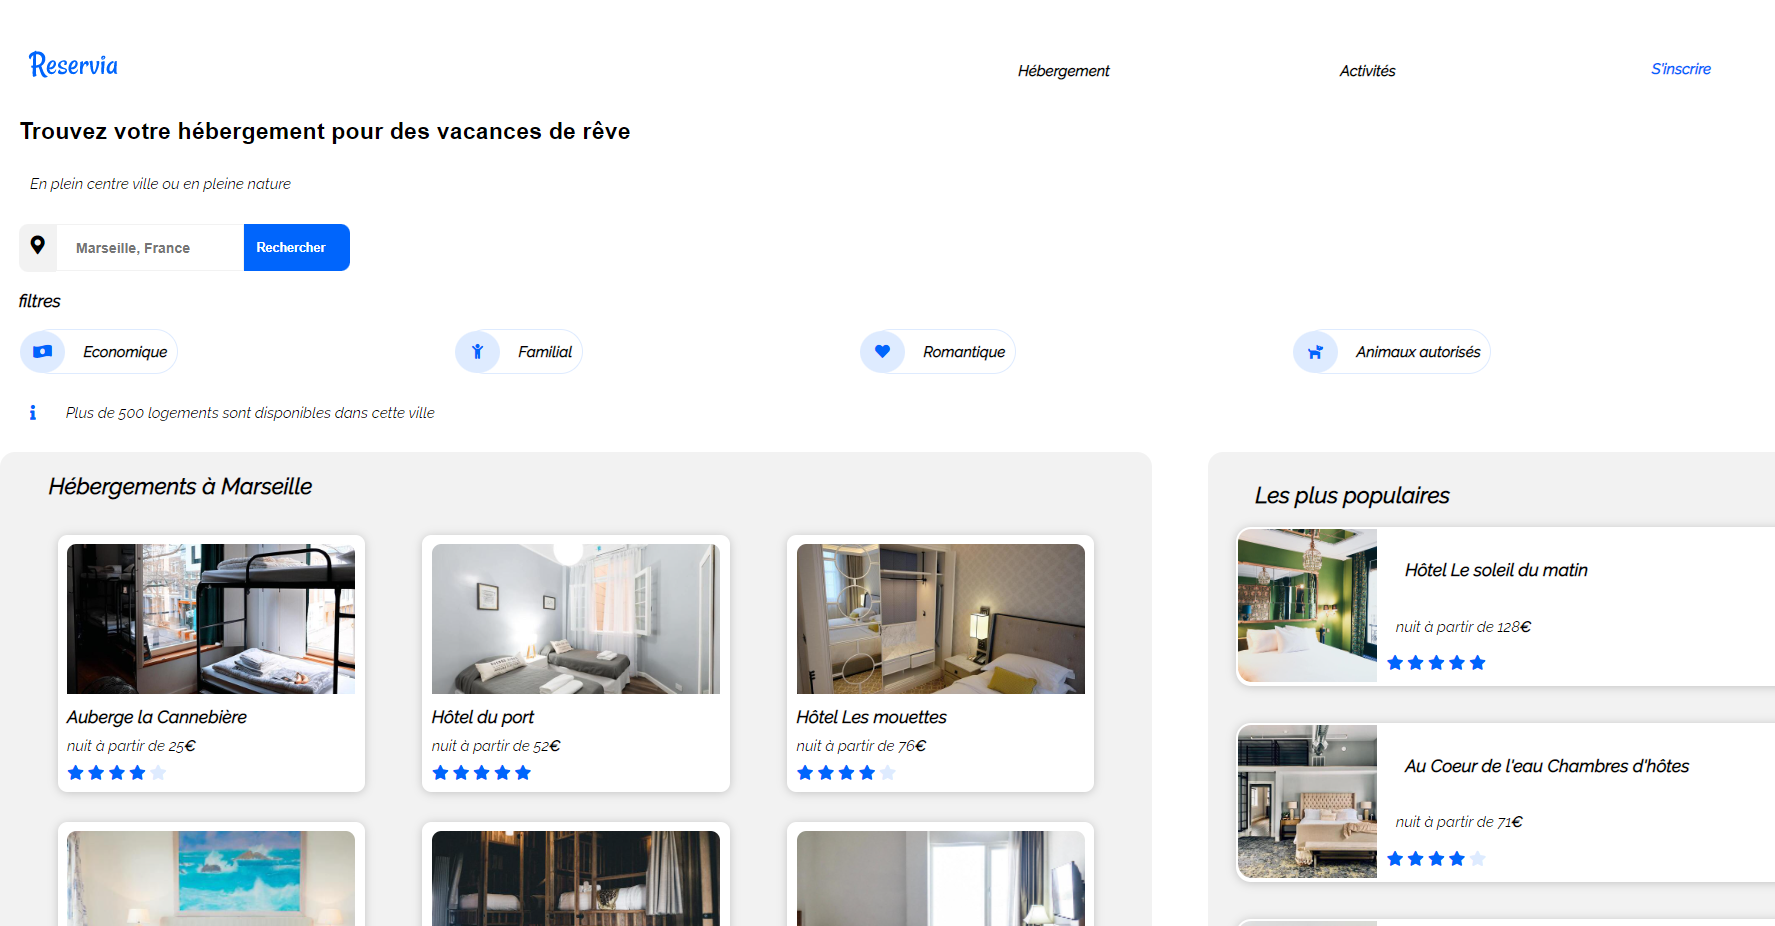 Reservia
Hébergement
Activités
S'inscrire
Trouvez votre hébergement pour des vacances de rêve
En plein centre ville ou en pleine nature
Marseille, France
Rechercher
filtres
Economique
Familial
Romantique
Animaux autorisés
Plus de 500 logements sont disponibles dans cette ville
Hébergements à Marseille
Auberge la Cannebière
nuit à partir de 25€
Hôtel du port
nuit à partir de 52€
Hôtel Les mouettes
nuit à partir de 76€
Les plus populaires
Hôtel Le soleil du matin
nuit à partir de 128€
Au Coeur de l'eau Chambres d'hôtes
nuit à partir de 71€